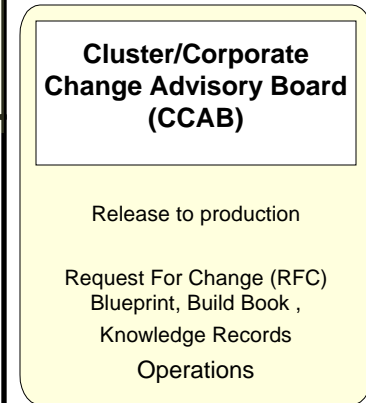 Cluster/Corporate
Change Advisory Board
(CCAB)
Release to production
Request For Change (RFC)
Blueprint, Build Book ,
Knowledge Records
Operations